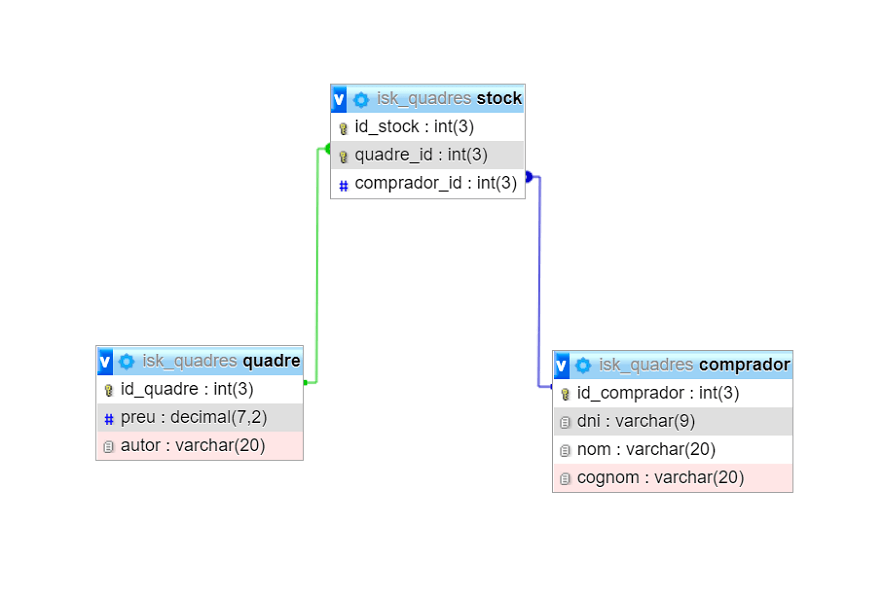 v isk_quadres stock
id_stock : int(3)
quadre_id : int(3)
# comprador_id : int(3)
v isk_quadres quadre
id_quadre : int(3)
# preu : decimal(7,2)
autor : varchar(20)
v isk_quadres comprador
id_comprador : int(3)
dni : varchar(9)
nom : varchar(20)
cognom : varchar(20)